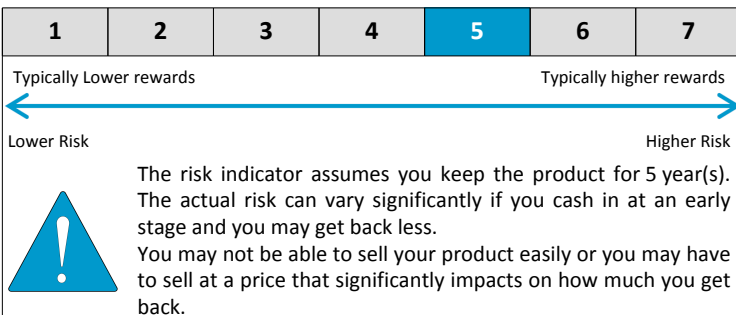 1 2 3 4 5 6 7
Typically Lower rewards Typically higher rewards
Lower Risk Higher Risk
The risk indicator assumes you keep the product for 5 year(s).
The actual risk can vary significantly if you cash in at an early
stage and you may get back less.
You may not be able to sell your product easily or you may have
to sell at a price that significantly impacts on how much you get
back.